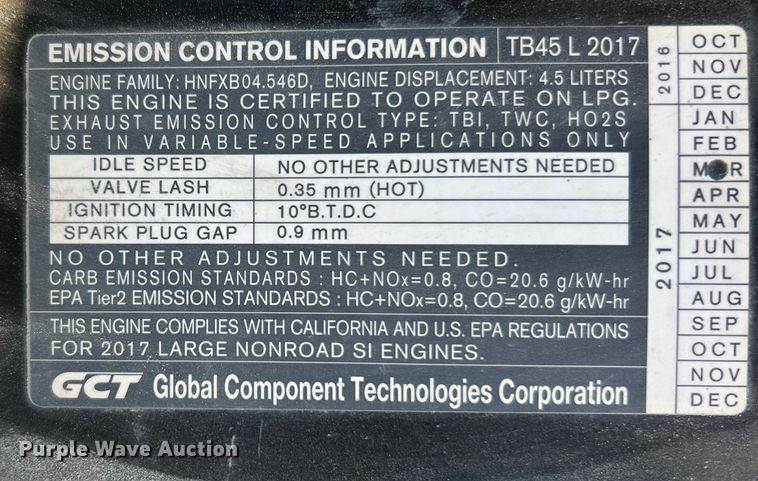 EMISSION CONTROL INFORMATION TB45 L 2017
ENGINE FAMILY: HNFXB04.546D, ENGINE DISPLACEMENT: 4.5 LITERS
THIS ENGINE IS CERTIFIED TO OPERATE ON LPG.
EXHAUST EMISSION CONTROL TYPE: TBI, TWC, HO2S
USE IN VARIABLE-SPEED APPLICATIONS ONLY
IDLE SPEED NO OTHER ADJUSTMENTS NEEDED
VALVE LASH 0.35 mm (HOT)
IGNITION TIMING 10°B.T.D.C
SPARK PLUG GAP 0.9 mm
NO OTHER ADJUSTMENTS NEEDED.
CARB EMISSION STANDARDS : HC+NOx=0.8, CO=20.6 g/kW-hr
EPA Tier2 EMISSION STANDARDS : HC+NOx=0.8, CO=20.6 g/kW-hr
THIS ENGINE COMPLIES WITH CALIFORNIA AND U.S. EPA REGULATIONS
FOR 2017 LARGE NONROAD SI ENGINES.
GCT Global Component Technologies Corporation
2016
OCT
NOV
DEC
2017
JAN
FEB
MAR
APR
MAY
JUN
JUL
AUG
SEP
OCT
NOV
DEC
Purple Wave Auction